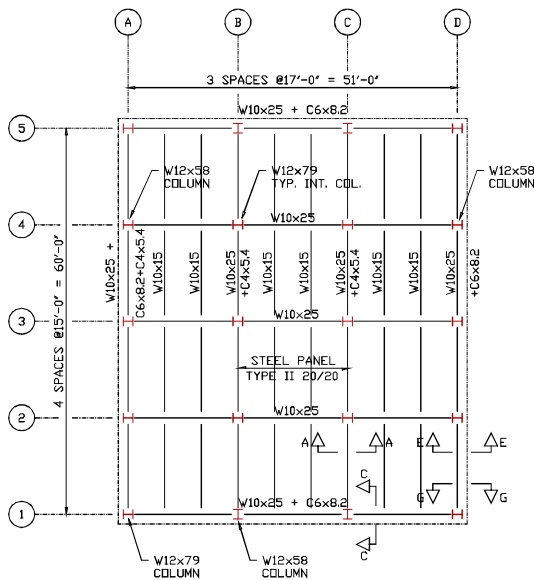 A
B
C
D
3 SPACES @17'-0" = 51'-0"
W10x25 + C6x8.2
5
W12x58
COLUMN
W12x79
TYP. INT. COL.
W12x58
COLUMN
4
W10x25
W10x25 +
C6x8.2+C4x5.4
W10x15
W10x15
W10x25
+C4x5.4
W10x15
W10x15
W10x25
+C4x5.4
W10x15
W10x15
W10x25
+C6x8.2
4 SPACES @15'-0" = 60'-0"
3
W10x25
STEEL PANEL
TYPE II 20/20
2
W10x25
A
A
E
E
C
G
G
W10x25 + C6x8.2
1
C
W12x79
COLUMN
W12x58
COLUMN